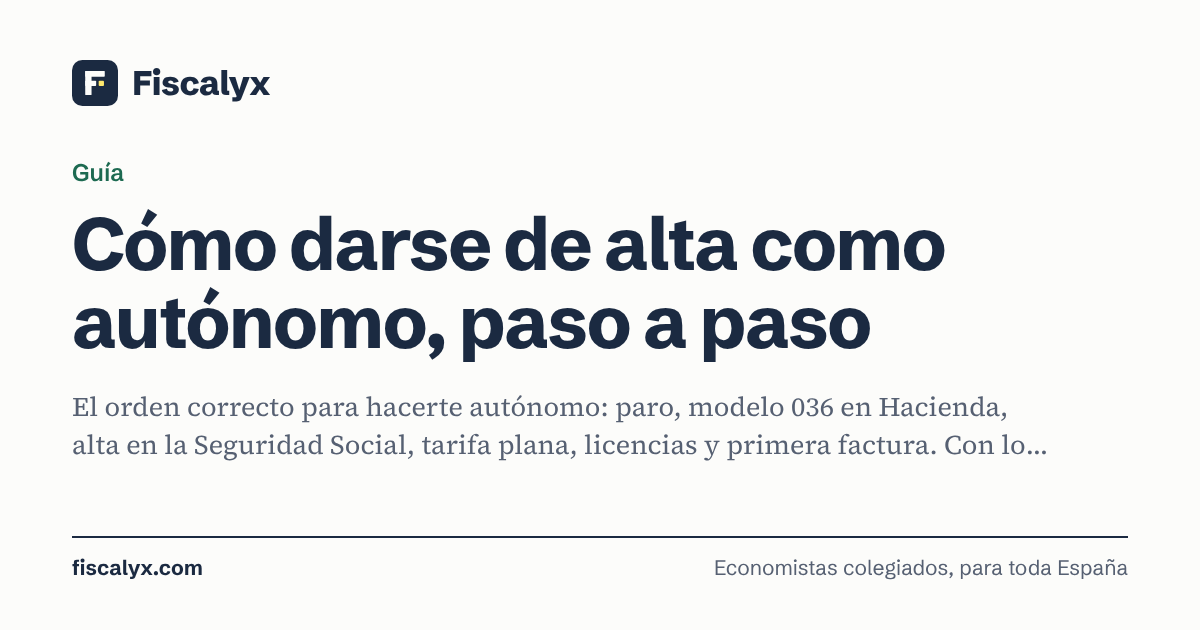 F
Fiscalyx
Guía
Cómo darse de alta como
autónomo, paso a paso
El orden correcto para hacerte autónomo: paro, modelo 036 en Hacienda,
alta en la Seguridad Social, tarifa plana, licencias y primera factura. Con lo...
fiscalyx.com
Economistas colegiados, para toda España